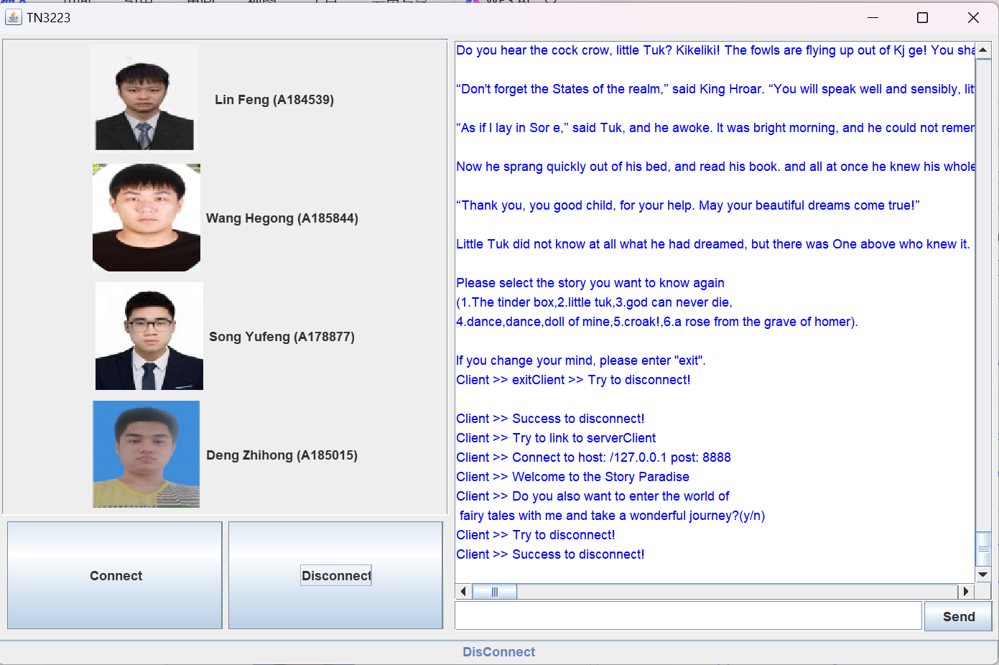 TN3223
Lin Feng (A184539)
Wang Hegong (A185844)
Song Yufeng (A178877)
Deng Zhihong (A185015)
Connect
Disconnect
Do you hear the cock crow, little Tuk? Kikeliki! The fowls are flying up out of Kj ge! You sha
“Don't forget the States of the realm,” said King Hroar. “You will speak well and sensibly, litt
“As if I lay in Sor e,” said Tuk, and he awoke. It was bright morning, and he could not remem
Now he sprang quickly out of his bed, and read his book. and all at once he knew his whole
“Thank you, you good child, for your help. May your beautiful dreams come true!”
Little Tuk did not know at all what he had dreamed, but there was One above who knew it.
Please select the story you want to know again
(1.The tinder box,2.little tuk,3.god can never die,
4.dance,dance,doll of mine,5.croak!,6.a rose from the grave of homer).
If you change your mind, please enter "exit".
Client >> exitClient >> Try to disconnect!
Client >> Success to disconnect!
Client >> Try to link to serverClient
Client >> Connect to host: /127.0.0.1 post: 8888
Client >> Welcome to the Story Paradise
Client >> Do you also want to enter the world of
fairy tales with me and take a wonderful journey?(y/n)
Client >> Try to disconnect!
Client >> Success to disconnect!
Send
DisConnect